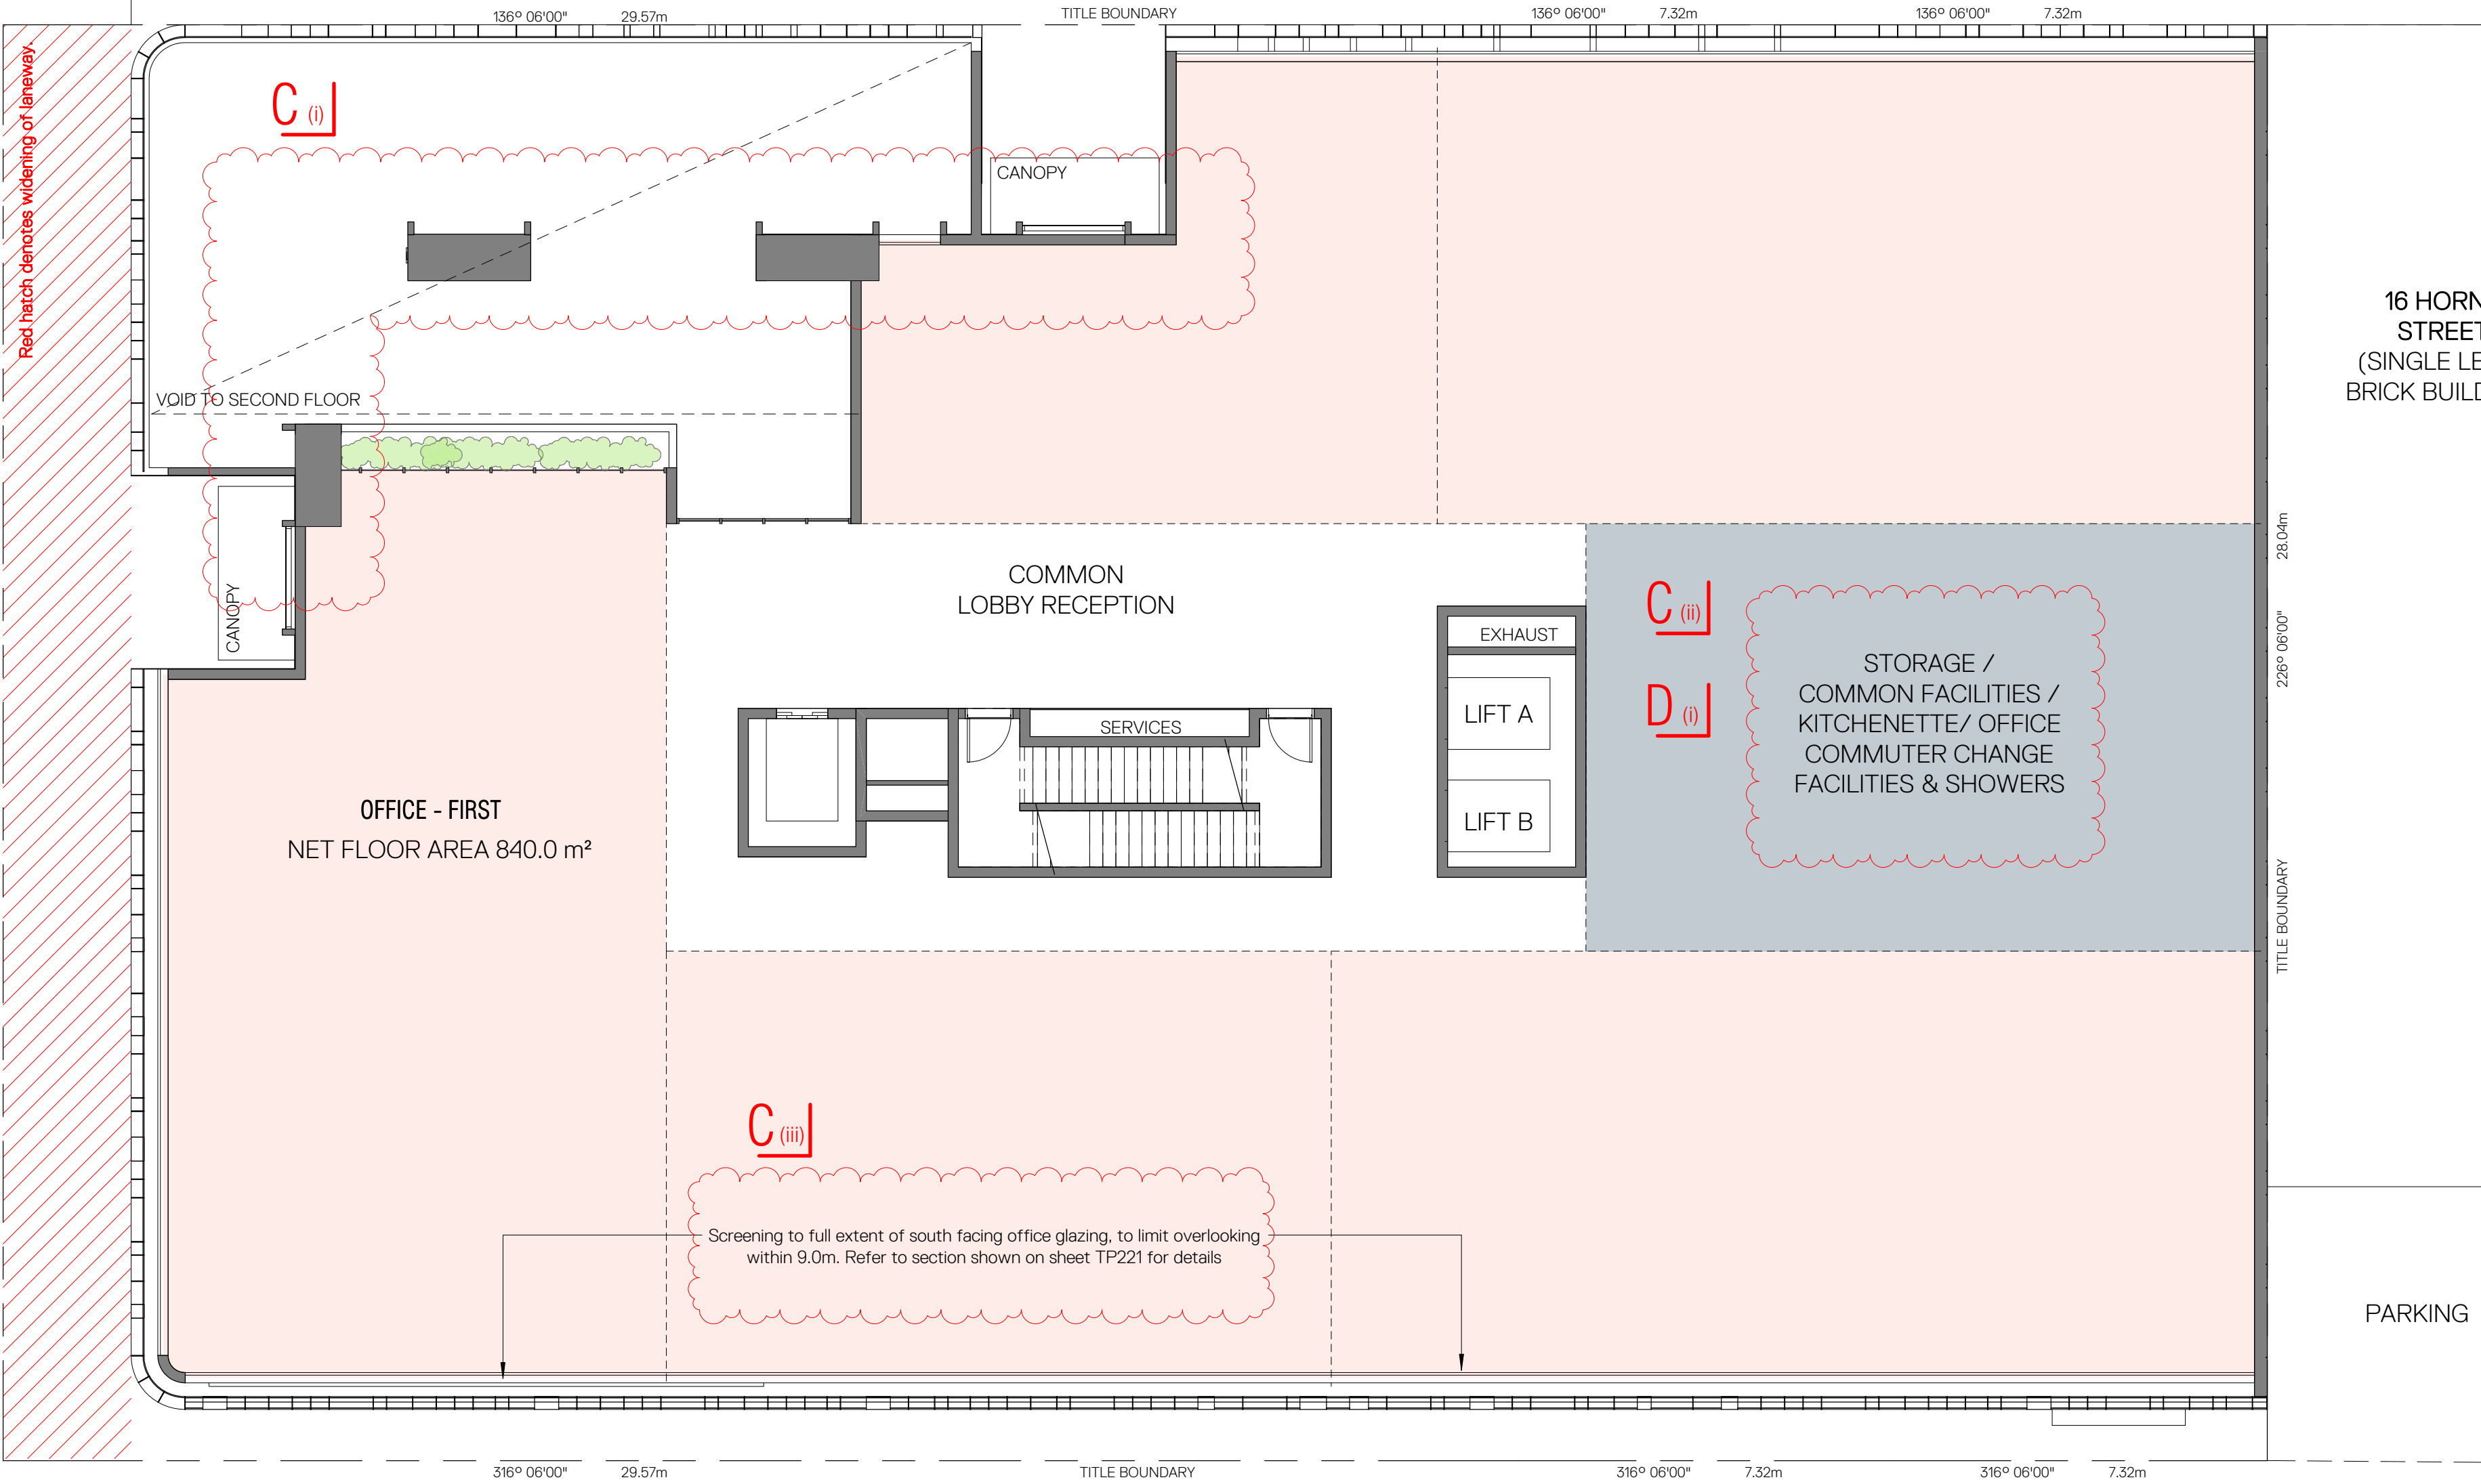 136° 06'00" 29.57m
TITLE BOUNDARY
136° 06'00" 7.32m
136° 06'00" 7.32m
Red hatch denotes widening of laneway.
C (i)
CANOPY
VOID TO SECOND FLOOR
16 HORN
STREET
(SINGLE LE
BRICK BUILD
CANOPY
COMMON
LOBBY RECEPTION
28.04m
226° 06'00"
TITLE BOUNDARY
EXHAUST
LIFT A
LIFT B
SERVICES
C (ii)
D (i)
STORAGE /
COMMON FACILITIES /
KITCHENETTE/ OFFICE
COMMUTER CHANGE
FACILITIES & SHOWERS
OFFICE - FIRST
NET FLOOR AREA 840.0 m²
C (iii)
Screening to full extent of south facing office glazing, to limit overlooking
within 9.0m. Refer to section shown on sheet TP221 for details
PARKING
316° 06'00" 29.57m
TITLE BOUNDARY
316° 06'00" 7.32m
316° 06'00" 7.32m